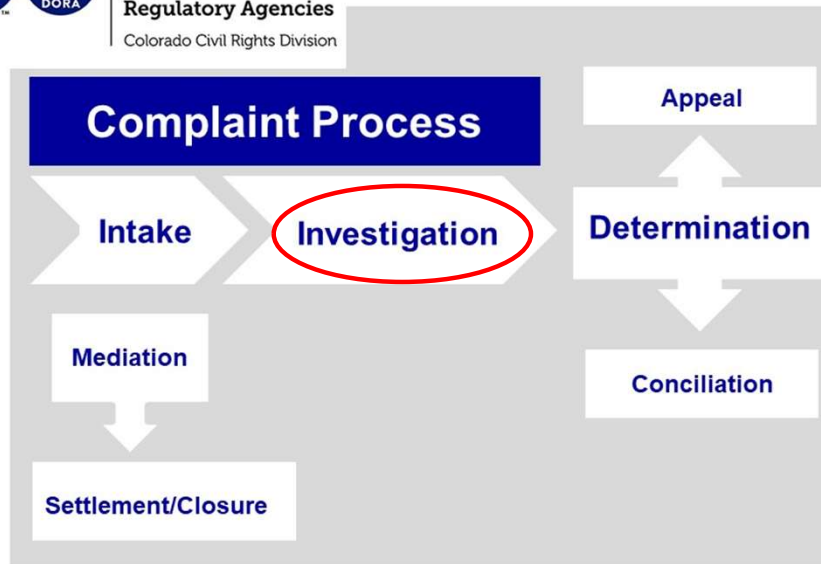 DORA
Regulatory Agencies
Colorado Civil Rights Division
Complaint Process
Appeal
Intake
Investigation
Determination
Mediation
Conciliation
Settlement/Closure